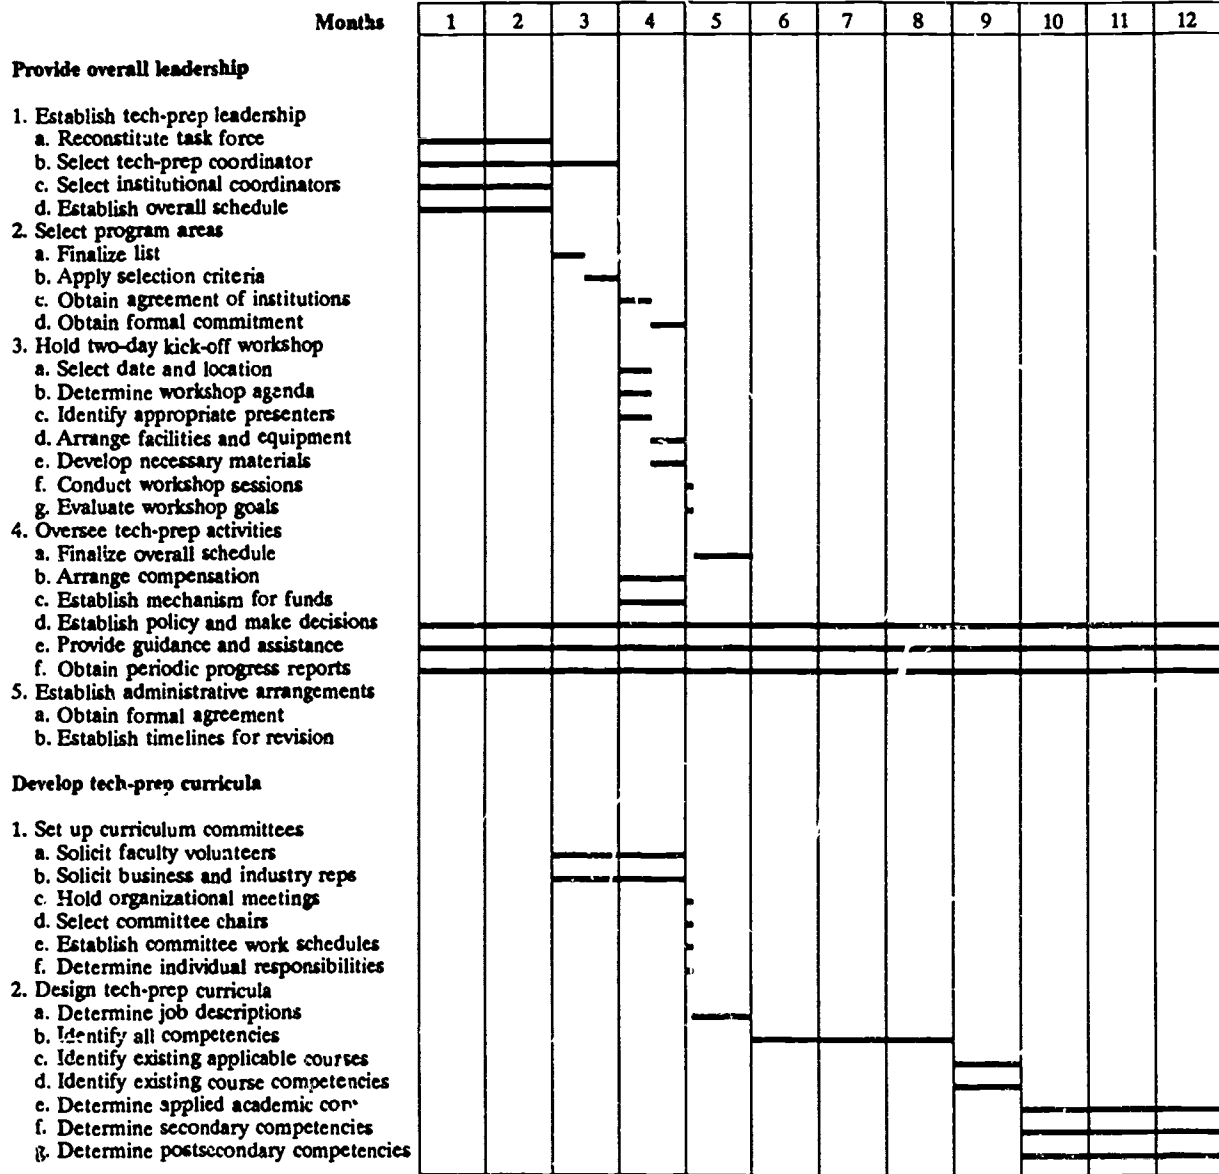 Months 1 2 3 4 5 6 7 8 9 10 11 12
Provide overall leadership
1. Establish tech-prep leadership
a. Reconstitute task force
b. Select tech-prep coordinator
c. Select institutional coordinators
d. Establish overall schedule
2. Select program areas
a. Finalize list
b. Apply selection criteria
c. Obtain agreement of institutions
d. Obtain formal commitment
3. Hold two-day kick-off workshop
a. Select date and location
b. Determine workshop agenda
c. Identify appropriate presenters
d. Arrange facilities and equipment
e. Develop necessary materials
f. Conduct workshop sessions
g. Evaluate workshop goals
4. Oversee tech-prep activities
a. Finalize overall schedule
b. Arrange compensation
c. Establish mechanism for funds
d. Establish policy and make decisions
e. Provide guidance and assistance
f. Obtain periodic progress reports
5. Establish administrative arrangements
a. Obtain formal agreement
b. Establish timelines for revision
Develop tech-prep curricula
1. Set up curriculum committees
a. Solicit faculty volunteers
b. Solicit business and industry reps
c. Hold organizational meetings
d. Select committee chairs
e. Establish committee work schedules
f. Determine individual responsibilities
2. Design tech-prep curricula
a. Determine job descriptions
b. Identify all competencies
c. Identify existing applicable courses
d. Identify existing course competencies
e. Determine applied academic
f. Determine secondary competencies
g. Determine postsecondary competencies